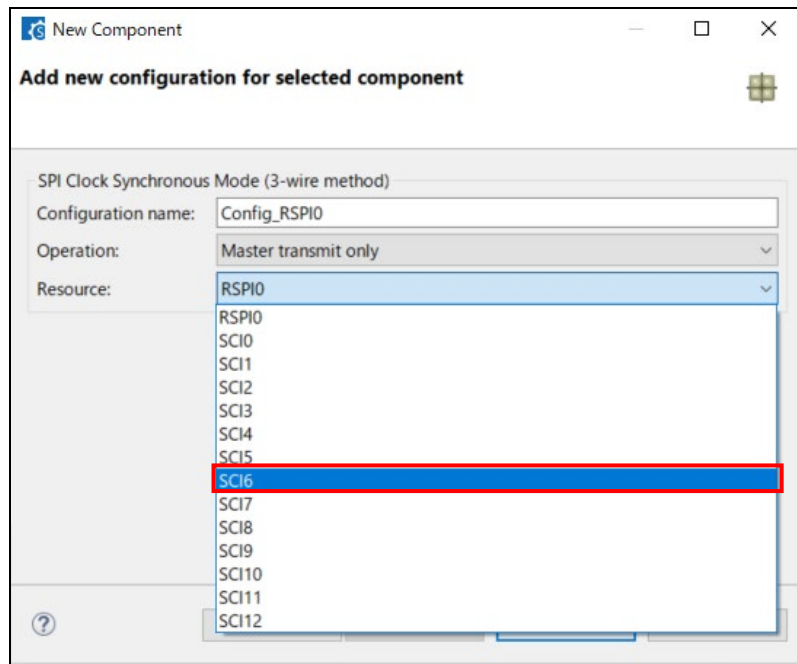 New Component
Add new configuration for selected component
SPI Clock Synchronous Mode (3-wire method)
Configuration name: Config_RSPI0
Operation: Master transmit only
Resource: RSPI0
RSPI0
SCI0
SCI1
SCI2
SCI3
SCI4
SCI5
SCI6
SCI7
SCI8
SCI9
SCI10
SCI11
SCI12
?